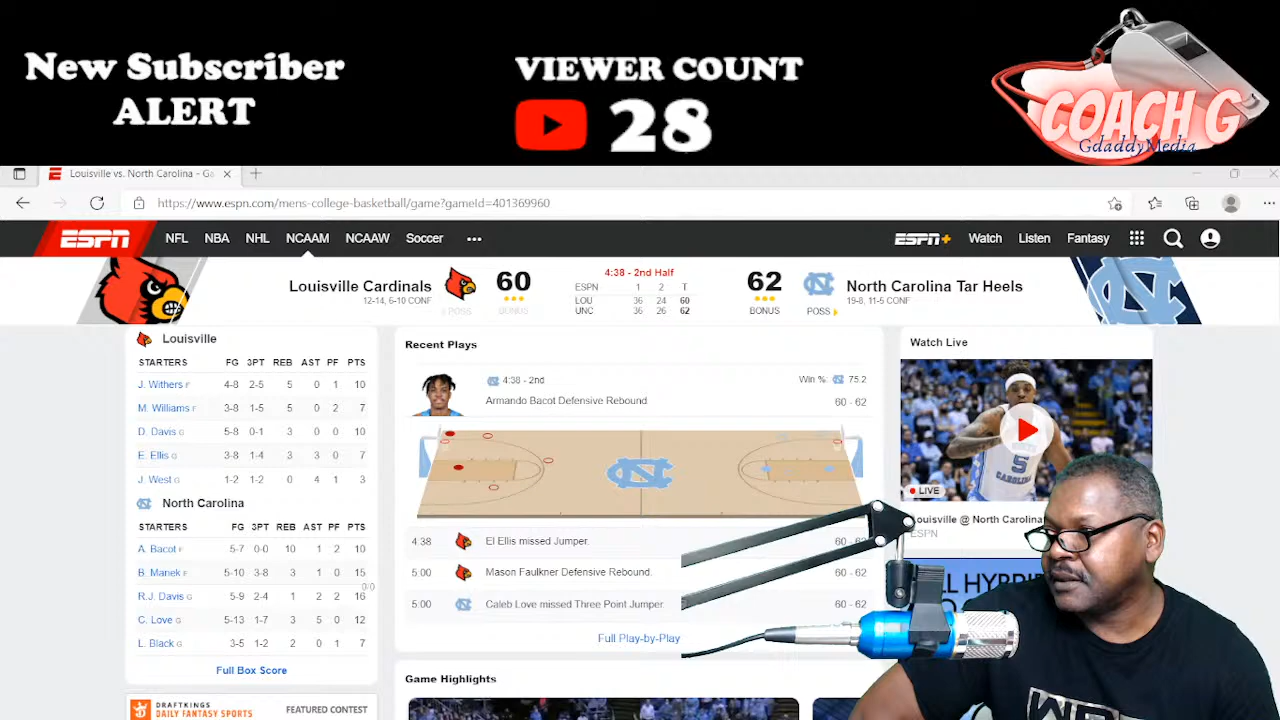 New Subscriber
ALERT
VIEWER COUNT
28
COACH G
GdaddyMedia
Louisville vs. North Carolina - Ga
https://www.espn.com/mens-college-basketball/game?gameId=401369960
ESPN NFL NBA NHL NCAAM NCAAW Soccer ••• ESPN+ Watch Listen Fantasy
Louisville Cardinals
12-14, 6-10 CONF
60
POSS BONUS
4:38 - 2nd Half
ESPN 1 2 T
LOU 36 24 60
UNC 36 26 62
62
BONUS
North Carolina Tar Heels
19-8, 11-5 CONF
POSS
Louisville
STARTERS FG 3PT REB AST PF PTS
J. Withers F 4-8 2-5 5 0 1 10
M. Williams F 3-8 1-5 5 0 2 7
D. Davis G 5-8 0-1 3 0 0 10
E. Ellis G 3-8 1-4 3 3 0 7
J. West G 1-2 1-2 0 4 1 3
North Carolina
STARTERS FG 3PT REB AST PF PTS
A. Bacot F 5-7 0-0 10 1 2 10
B. Manek F 5-10 3-8 3 1 0 15
0/0
R.J. Davis G 5-9 2-4 1 2 2 16
C. Love G 5-13 1-7 3 5 0 12
L. Black G 3-5 1-2 2 0 1 7
Full Box Score
DRAFTKINGS
DAILY FANTASY SPORTS
FEATURED CONTEST
Recent Plays
4:38 - 2nd
Win %: 75.2
Armando Bacot Defensive Rebound
60 - 62
4:38 El Ellis missed Jumper. 60 - 62
5:00 Mason Faulkner Defensive Rebound. 60 - 62
5:00 Caleb Love missed Three Point Jumper. 60 - 62
Full Play-by-Play
Game Highlights
Watch Live
CAROLINA
5
LIVE
Louisville @ North Carolina
ESPN
HYBRI